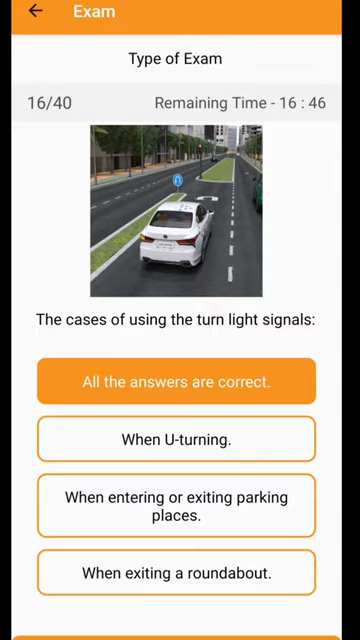 Exam
Type of Exam
16/40
Remaining Time - 16 : 46
The cases of using the turn light signals:
All the answers are correct.
When U-turning.
When entering or exiting parking
places.
When exiting a roundabout.